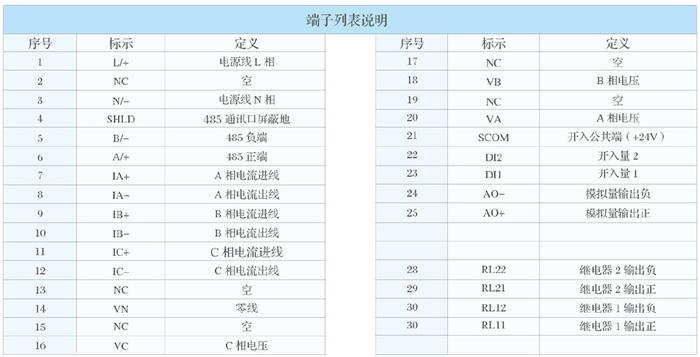 端子列表说明
序号 标示 定义
1 L/+ 电源线 L 相
2 NC 空
3 N/- 电源线 N 相
4 SHLD 485 通讯口屏蔽地
5 B/- 485 负端
6 A/+ 485 正端
7 IA+ A 相电流进线
8 IA- A 相电流出线
9 IB+ B 相电流进线
10 IB- B 相电流出线
11 IC+ C 相电流进线
12 IC- C 相电流出线
13 NC 空
14 VN 零线
15 NC 空
16 VC C 相电压
序号 标示 定义
17 NC 空
18 VB B 相电压
19 NC 空
20 VA A 相电压
21 SCOM 开入公共端（+24V）
22 DI2 开入量 2
23 DI1 开入量 1
24 AO- 模拟量输出负
25 AO+ 模拟量输出正
28 RL22 继电器 2 输出负
29 RL21 继电器 2 输出正
30 RL12 继电器 1 输出负
30 RL11 继电器 1 输出正